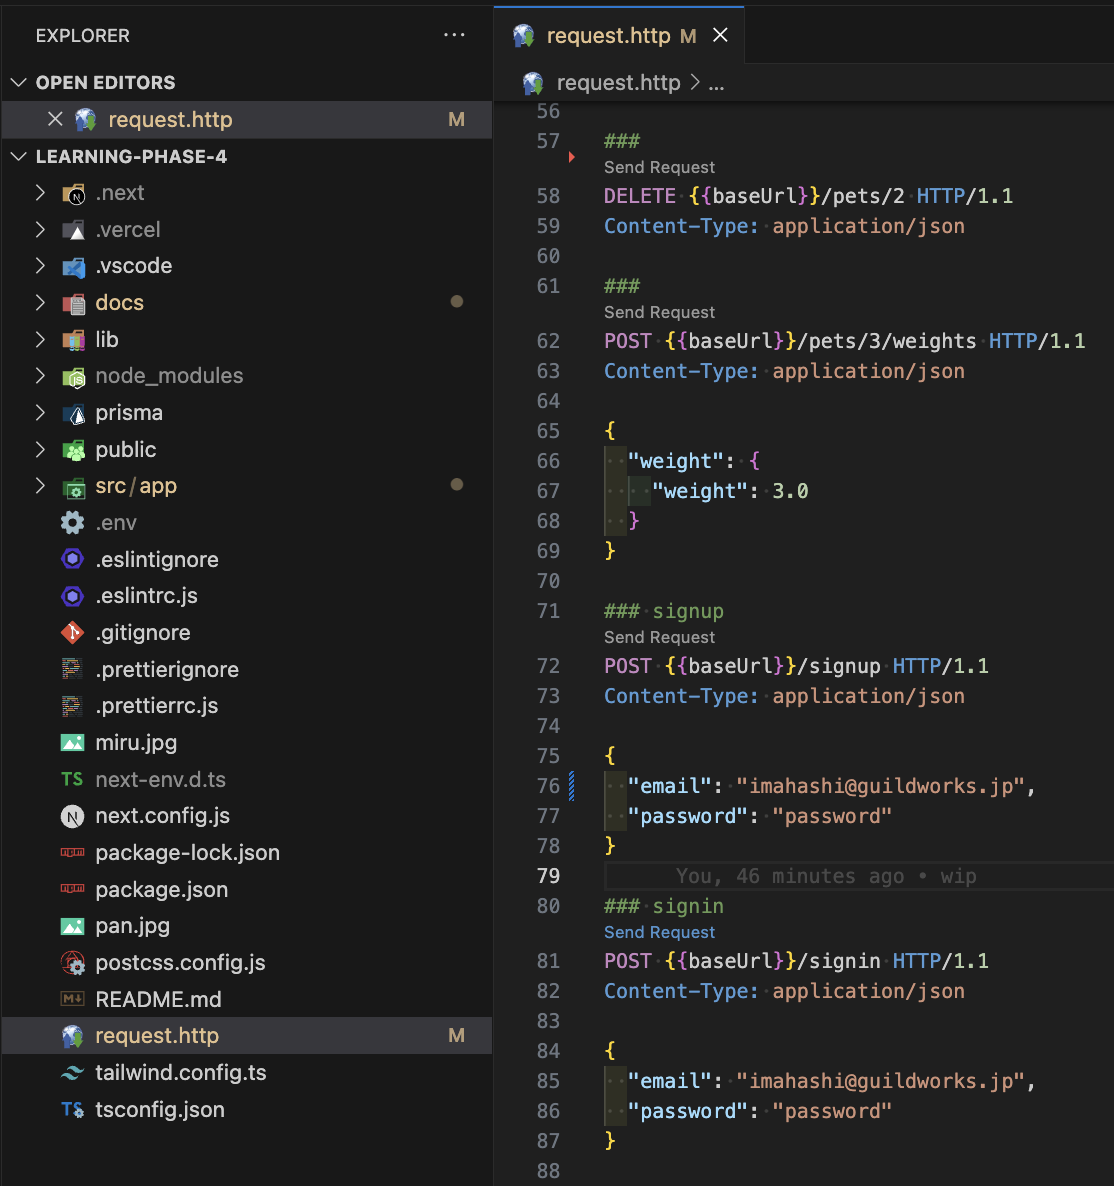 EXPLORER
OPEN EDITORS
request.http M
LEARNING-PHASE-4
.next
.vercel
.vscode
docs
lib
node_modules
prisma
public
src/app
.env
.eslintignore
.eslintrc.js
.gitignore
.prettierignore
.prettierrc.js
miru.jpg
TS next-env.d.ts
N next.config.js
package-lock.json
package.json
pan.jpg
postcss.config.js
M↓ README.md
request.http M
tailwind.config.ts
TS tsconfig.json
request.http M
request.http > ...
56
57 ###
Send Request
58 DELETE {{baseUrl}}/pets/2 HTTP/1.1
59 Content-Type: application/json
60
61 ###
Send Request
62 POST {{baseUrl}}/pets/3/weights HTTP/1.1
63 Content-Type: application/json
64
65 {
66 "weight": {
67 "weight": 3.0
68 }
69 }
70
71 ### signup
Send Request
72 POST {{baseUrl}}/signup HTTP/1.1
73 Content-Type: application/json
74
75 {
76 "email": "imahashi@guildworks.jp",
77 "password": "password"
78 }
79 You, 46 minutes ago • wip
80 ### signin
Send Request
81 POST {{baseUrl}}/signin HTTP/1.1
82 Content-Type: application/json
83
84 {
85 "email": "imahashi@guildworks.jp",
86 "password": "password"
87 }
88